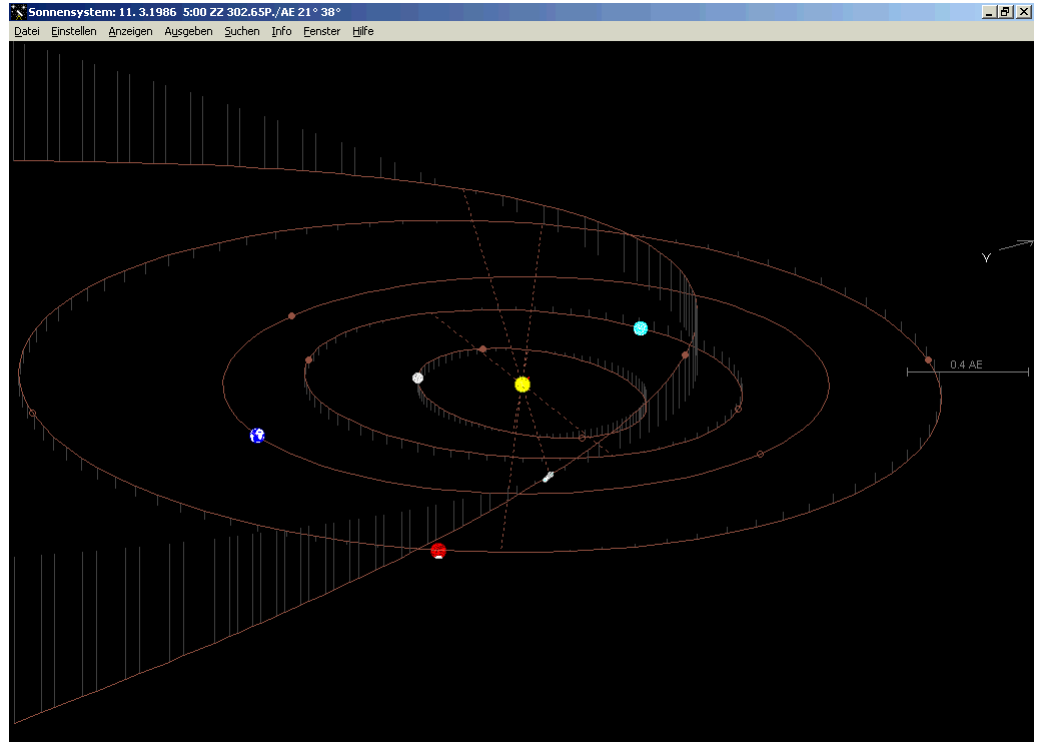 Sonnensystem: 11. 3.1986 5:00 ZZ 302.65P./AE 21° 38°
Datei Einstellen Anzeigen Ausgeben Suchen Info Fenster Hilfe
0.4 AE